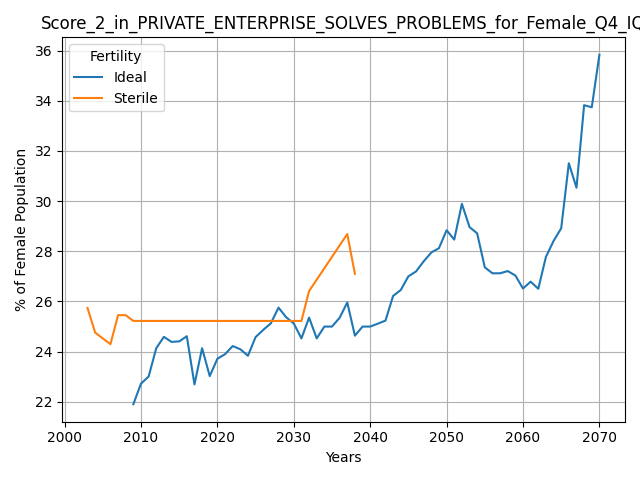 Score_2_in_PRIVATE_ENTERPRISE_SOLVES_PROBLEMS_for_Female_Q4_IQ
Fertility
Ideal
Sterile
36
34
32
30
28
26
24
22
% of Female Population
2000 2010 2020 2030 2040 2050 2060 2070
Years